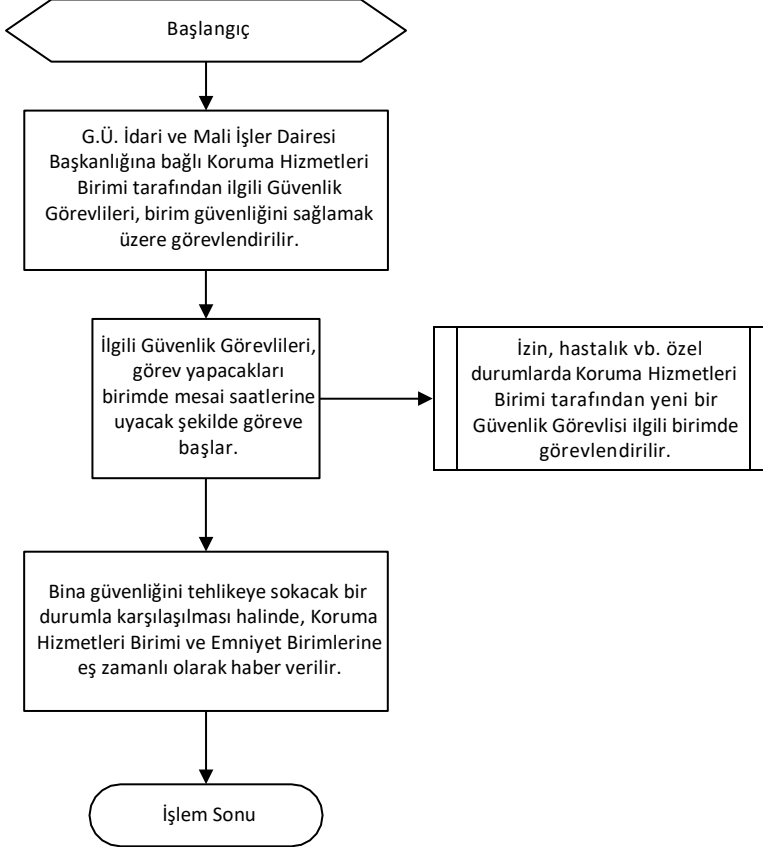 Başlangıç
G.Ü. İdari ve Mali İşler Dairesi
Başkanlığına bağlı Koruma Hizmetleri
Birimi tarafından ilgili Güvenlik
Görevlileri, birim güvenliğini sağlamak
üzere görevlendirilir.
İlgili Güvenlik Görevlileri,
görev yapacakları
birimde mesai saatlerine
uyacak şekilde göreve
başlar.
İzin, hastalık vb. özel
durumlarda Koruma Hizmetleri
Birimi tarafından yeni bir
Güvenlik Görevlisi ilgili birimde
görevlendirilir.
Bina güvenliğini tehlikeye sokacak bir
durumla karşılaşılması halinde, Koruma
Hizmetleri Birimi ve Emniyet Birimlerine
eş zamanlı olarak haber verilir.
İşlem Sonu